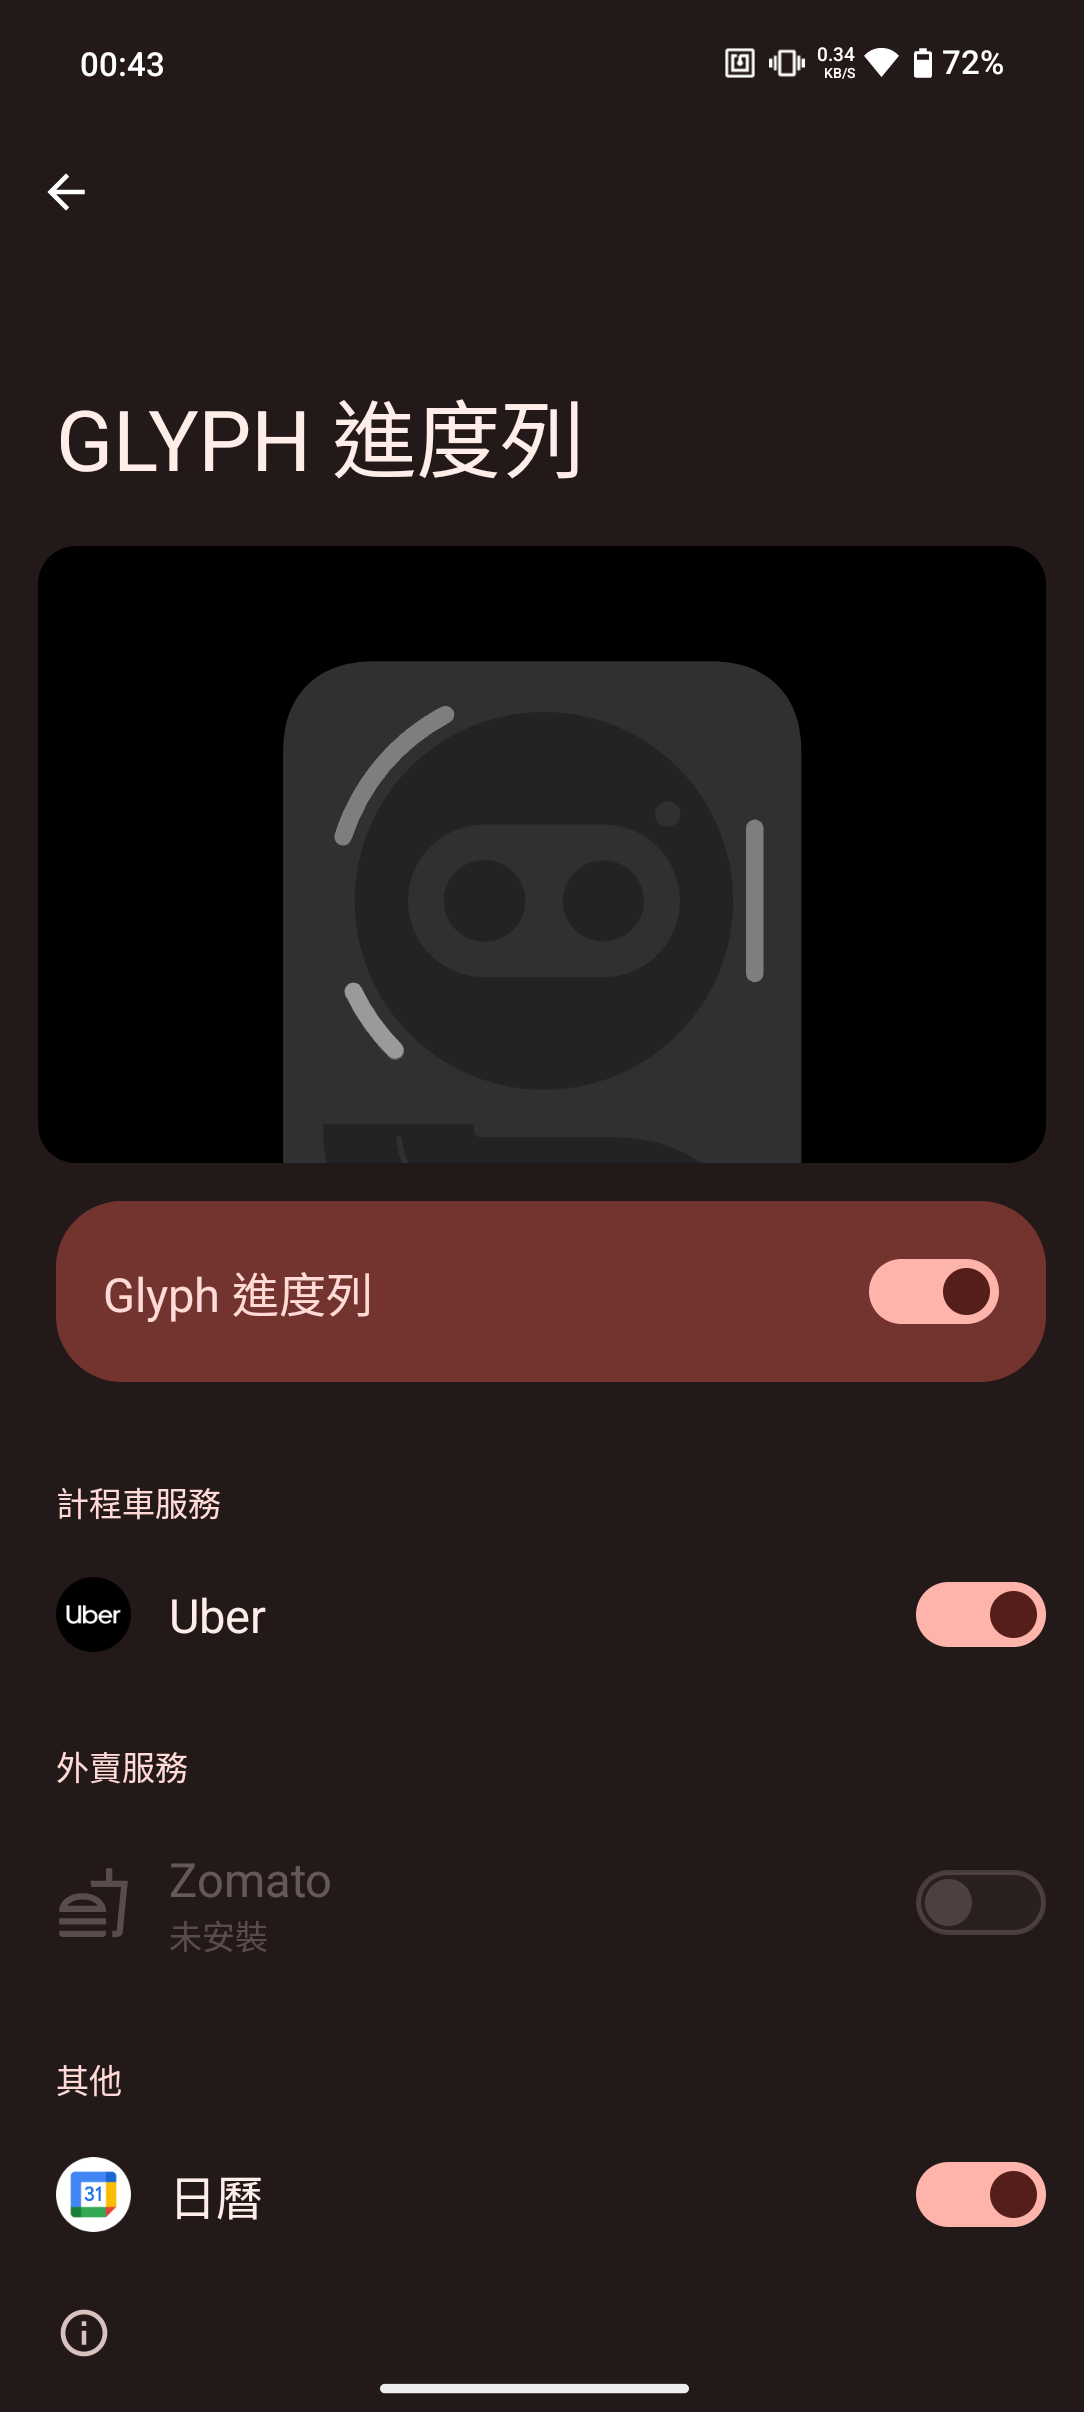 00:43
0.34
KB/S
72%
GLYPH 進度列
Glyph 進度列
計程車服務
Uber
Uber
外賣服務
Zomato
未安裝
其他
31
日曆